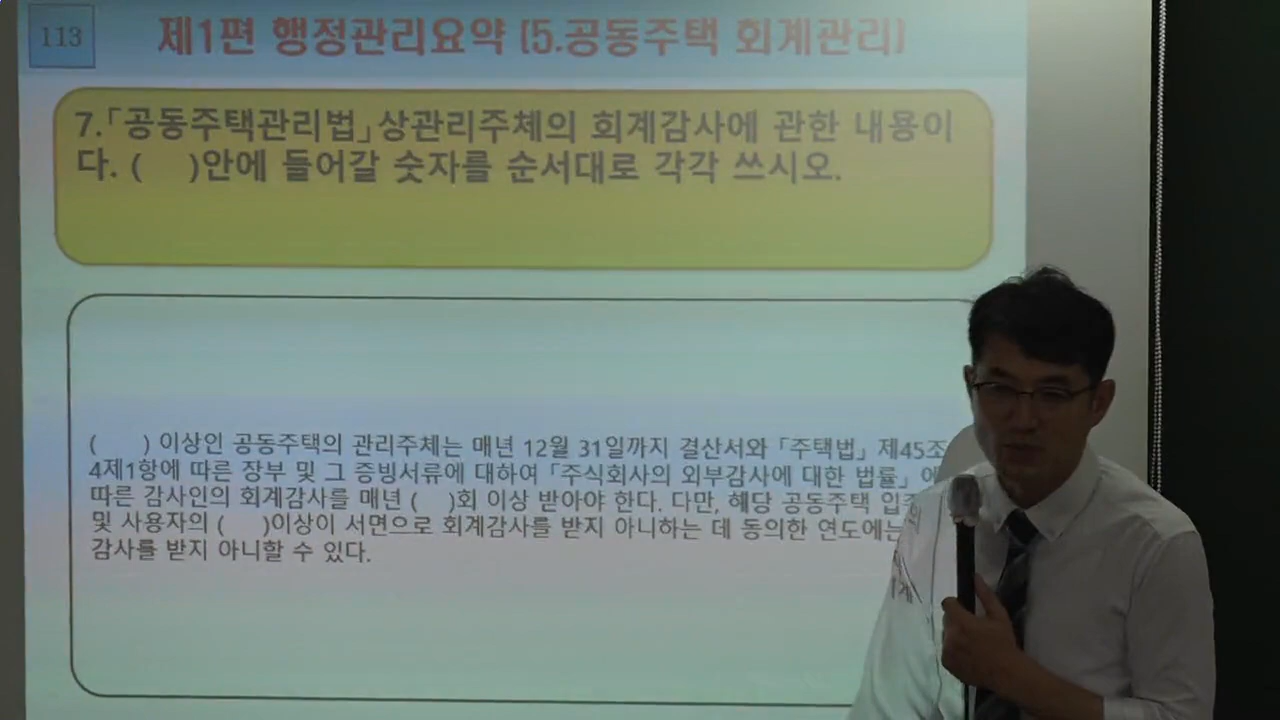 113
제1편 행정관리요약 [5.공동주택 회계관리]
7.「공동주택관리법」상관리주체의 회계감사에 관한 내용이
다. (    )안에 들어갈 숫자를 순서대로 각각 쓰시오.
(    ) 이상인 공동주택의 관리주체는 매년 12월 31일까지 결산서와 「주택법」 제45조
4제1항에 따른 장부 및 그 증빙서류에 대하여 「주식회사의 외부감사에 대한 법률」 에
따른 감사인의 회계감사를 매년 (    )회 이상 받아야 한다. 다만, 해당 공동주택
및 사용자의 (    )이상이 서면으로 회계감사를 받지 아니하는 데 동의한 연도에는
감사를 받지 아니할 수 있다.